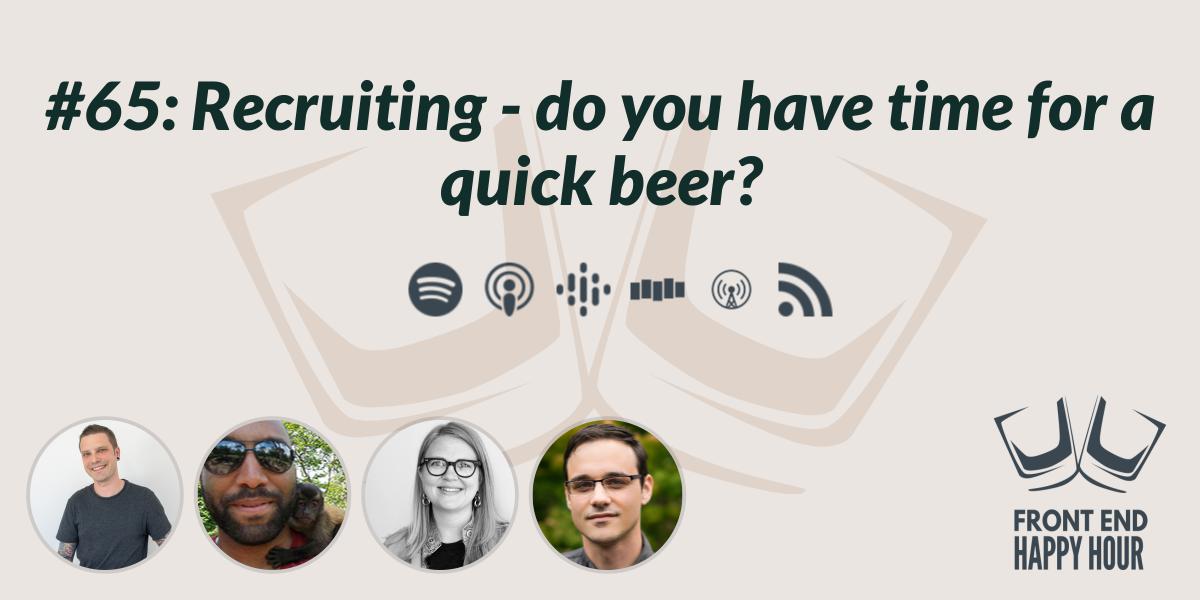 #65: Recruiting - do you have time for a
quick beer?
FRONT END
HAPPY HOUR